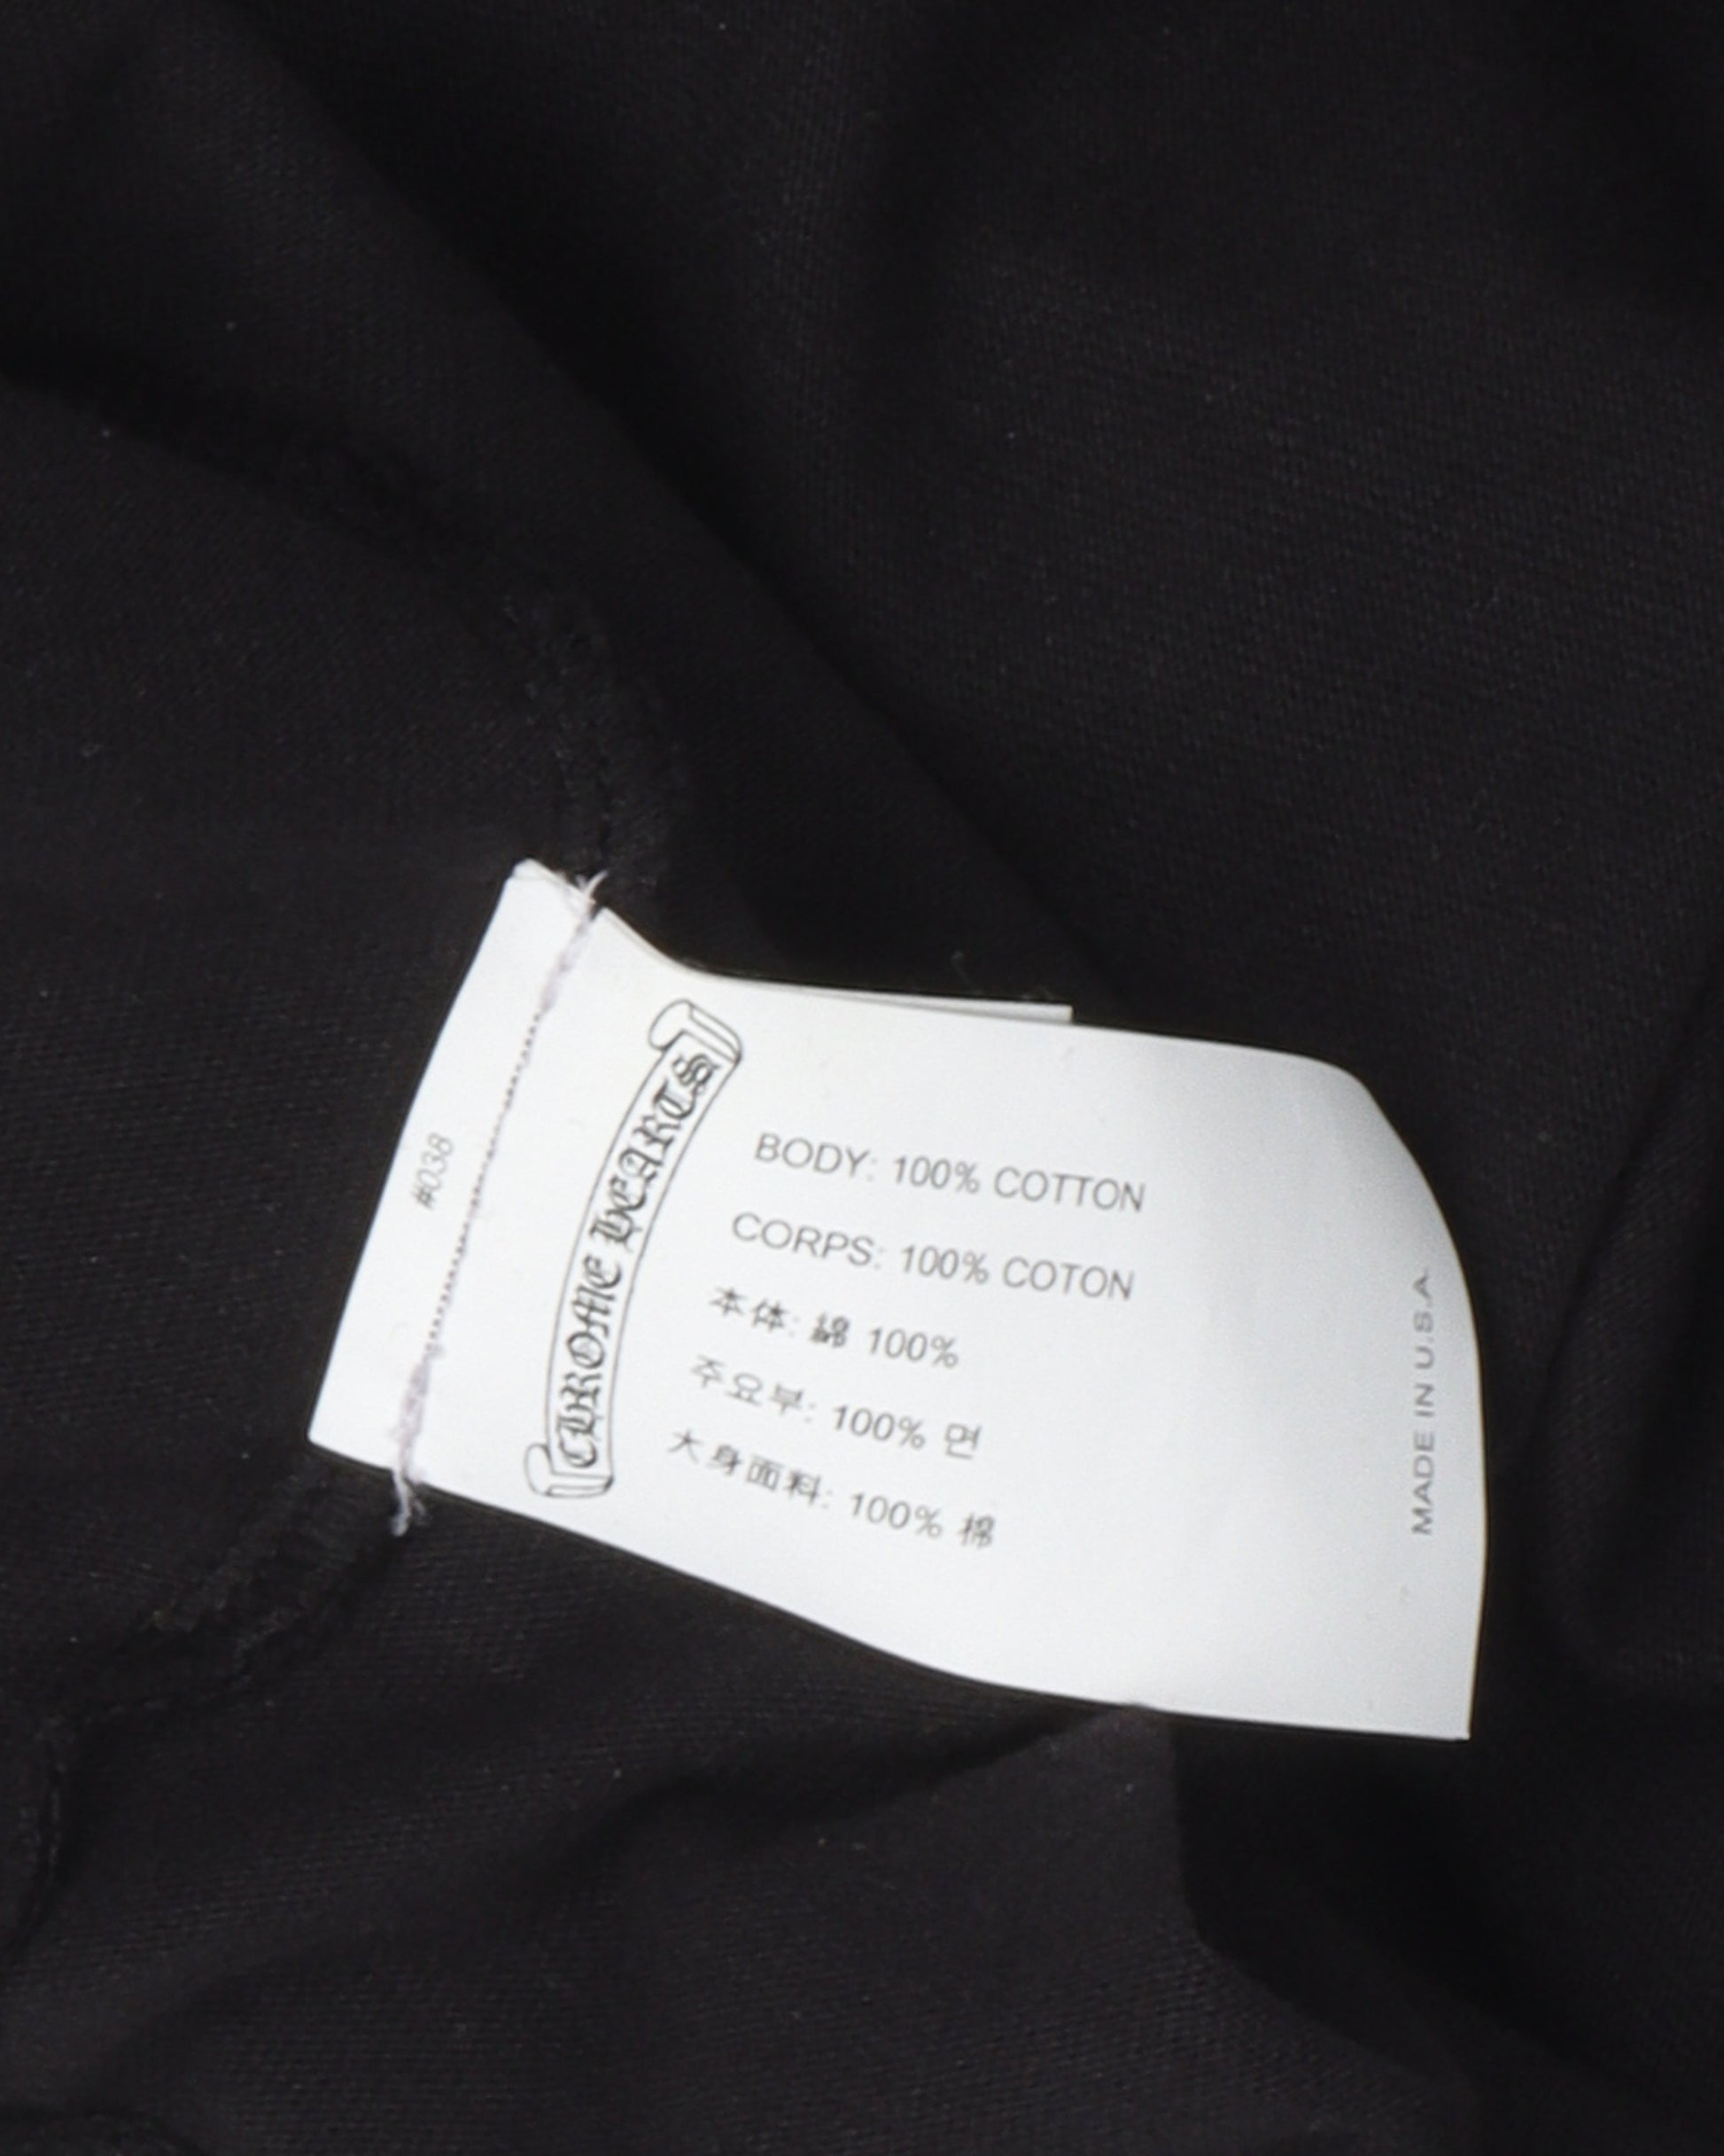 #038
CHROME HEARTS
BODY: 100% COTTON
CORPS: 100% COTON
本体: 綿 100%
주요부: 100% 면
大身面料: 100% 棉
MADE IN U.S.A.